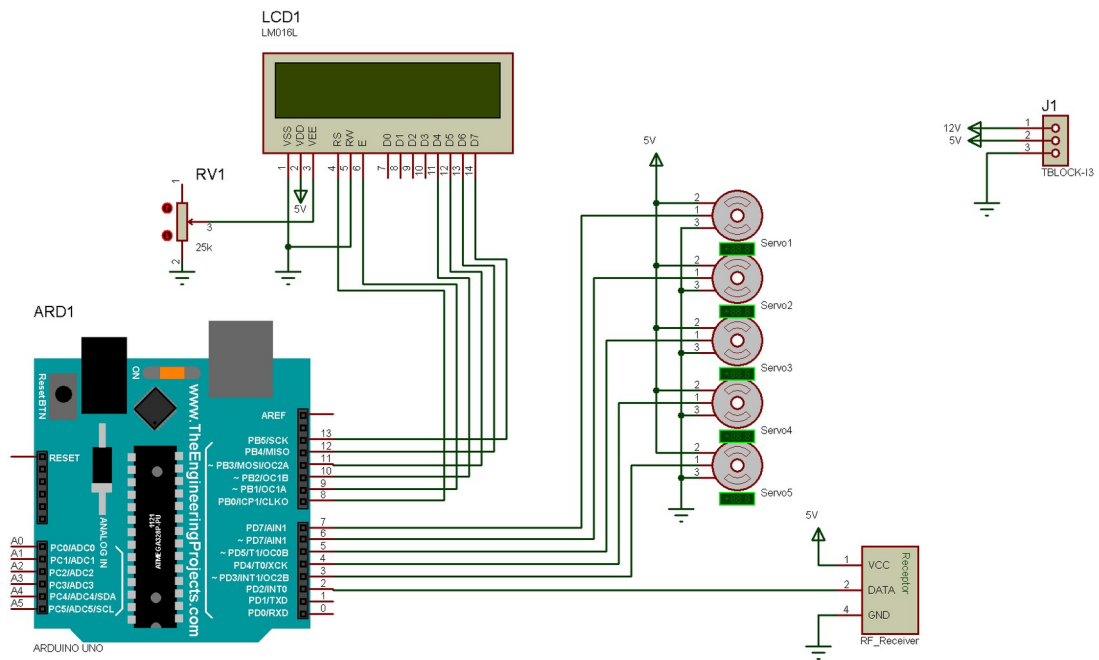 LCD1
LM016L
VSS VDD VEE RS RW E D0 D1 D2 D3 D4 D5 D6 D7
1 2 3 4 5 6 7 8 9 10 11 12 13 14
5V
RV1
1
3
25k
2
J1
12V 1
5V 2
3
TBLOCK-I3
5V
2
1
3
Servo1
2
1
3
Servo2
2
1
3
Servo3
2
1
3
Servo4
2
1
3
Servo5
ARD1
ResetBTN
ON
www.TheEngineeringProjects.com
AREF
PB5/SCK 13
PB4/MISO 12
~ PB3/MOSI/OC2A 11
~ PB2/OC1B 10
~ PB1/OC1A 9
PB0/ICP1/CLKO 8
RESET
ANALOG IN
1121
ATMEGA328P-PU
PD7/AIN1 7
~ PD7/AIN1 6
~ PD5/T1/OC0B 5
PD4/T0/XCK 4
~ PD3/INT1/OC2B 3
PD2/INT0 2
PD1/TXD 1
PD0/RXD 0
A0 PC0/ADC0
A1 PC1/ADC1
A2 PC2/ADC2
A3 PC3/ADC3
A4 PC4/ADC4/SDA
A5 PC5/ADC5/SCL
ARDUINO UNO
5V
1 VCC
2 DATA
4 GND
Receptor
RF_Receiver